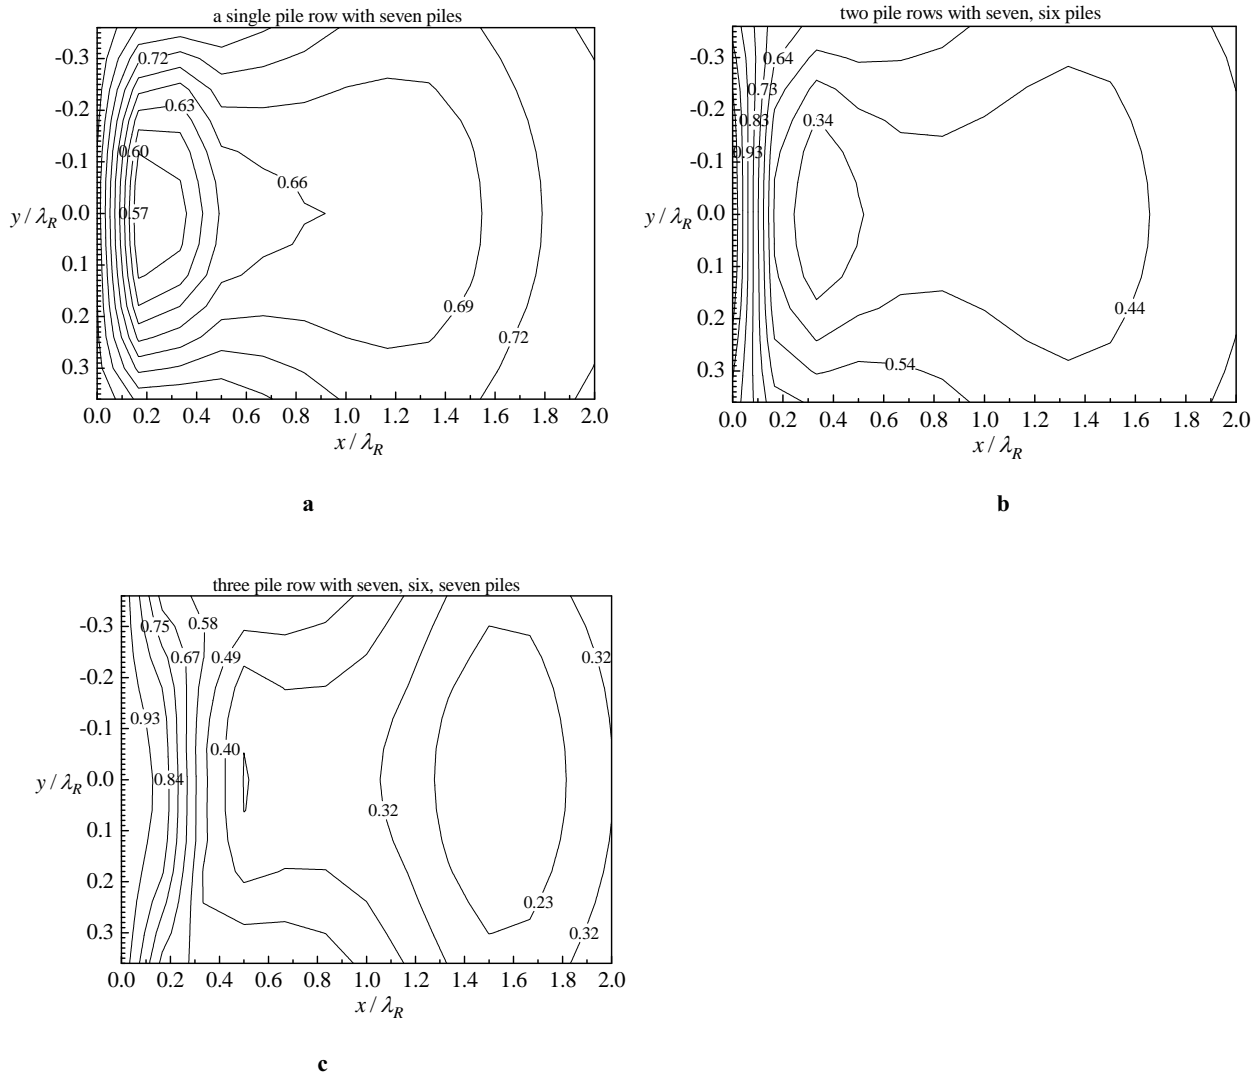 a single pile row with seven piles
-0.3
-0.2
-0.1
y / λR 0.0
0.1
0.2
0.3
0.72
0.63
0.60
0.57
0.66
0.69
0.72
0.0 0.2 0.4 0.6 0.8 1.0 1.2 1.4 1.6 1.8 2.0
x / λR
a
two pile rows with seven, six piles
-0.3
-0.2
-0.1
y / λR 0.0
0.1
0.2
0.3
0.64
0.73
0.83
0.93
0.34
0.44
0.54
0.0 0.2 0.4 0.6 0.8 1.0 1.2 1.4 1.6 1.8 2.0
x / λR
b
three pile row with seven, six, seven piles
-0.3
-0.2
-0.1
y / λR 0.0
0.1
0.2
0.3
0.75
0.58
0.67
0.49
0.32
0.93
0.40
0.84
0.32
0.23
0.32
0.0 0.2 0.4 0.6 0.8 1.0 1.2 1.4 1.6 1.8 2.0
x / λR
c